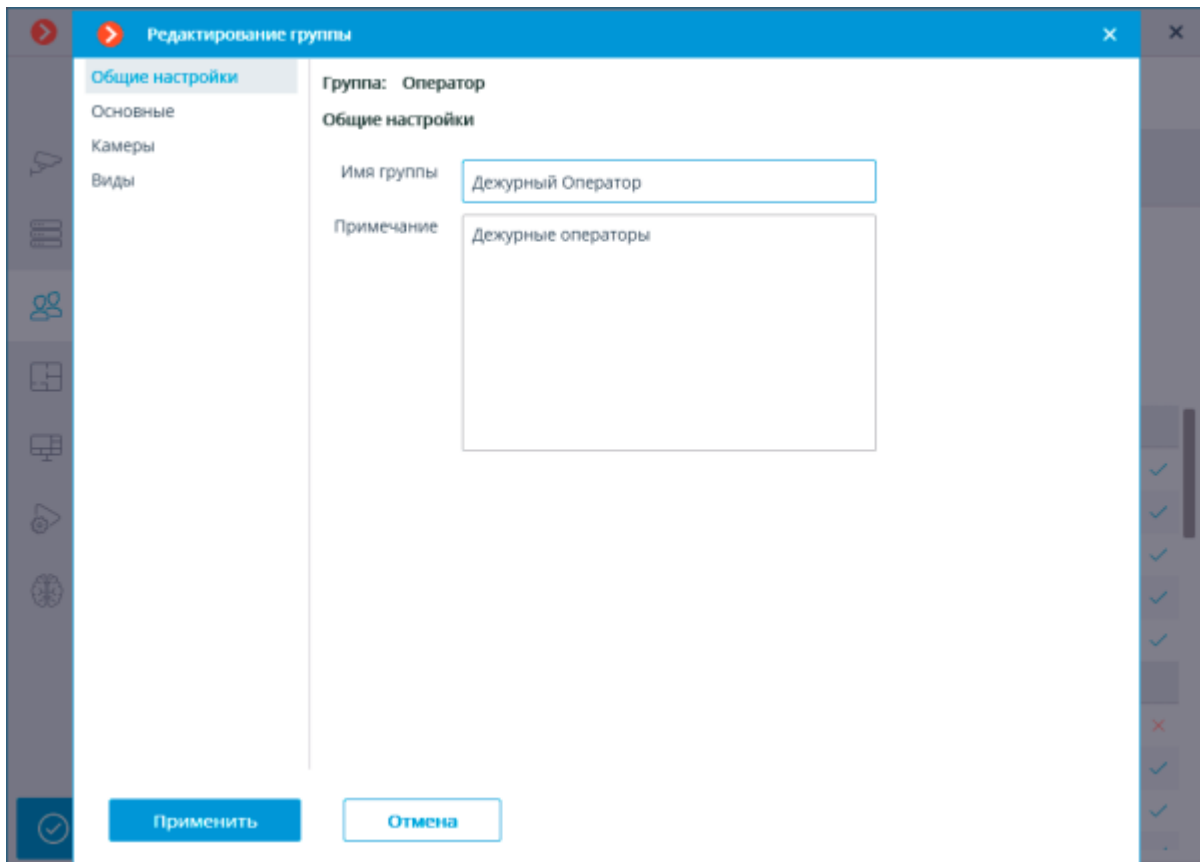 Редактирование группы
Общие настройки
Основные
Камеры
Виды
Группа: Оператор
Общие настройки
Имя группы
Дежурный Оператор
Примечание
Дежурные операторы
Применить
Отмена